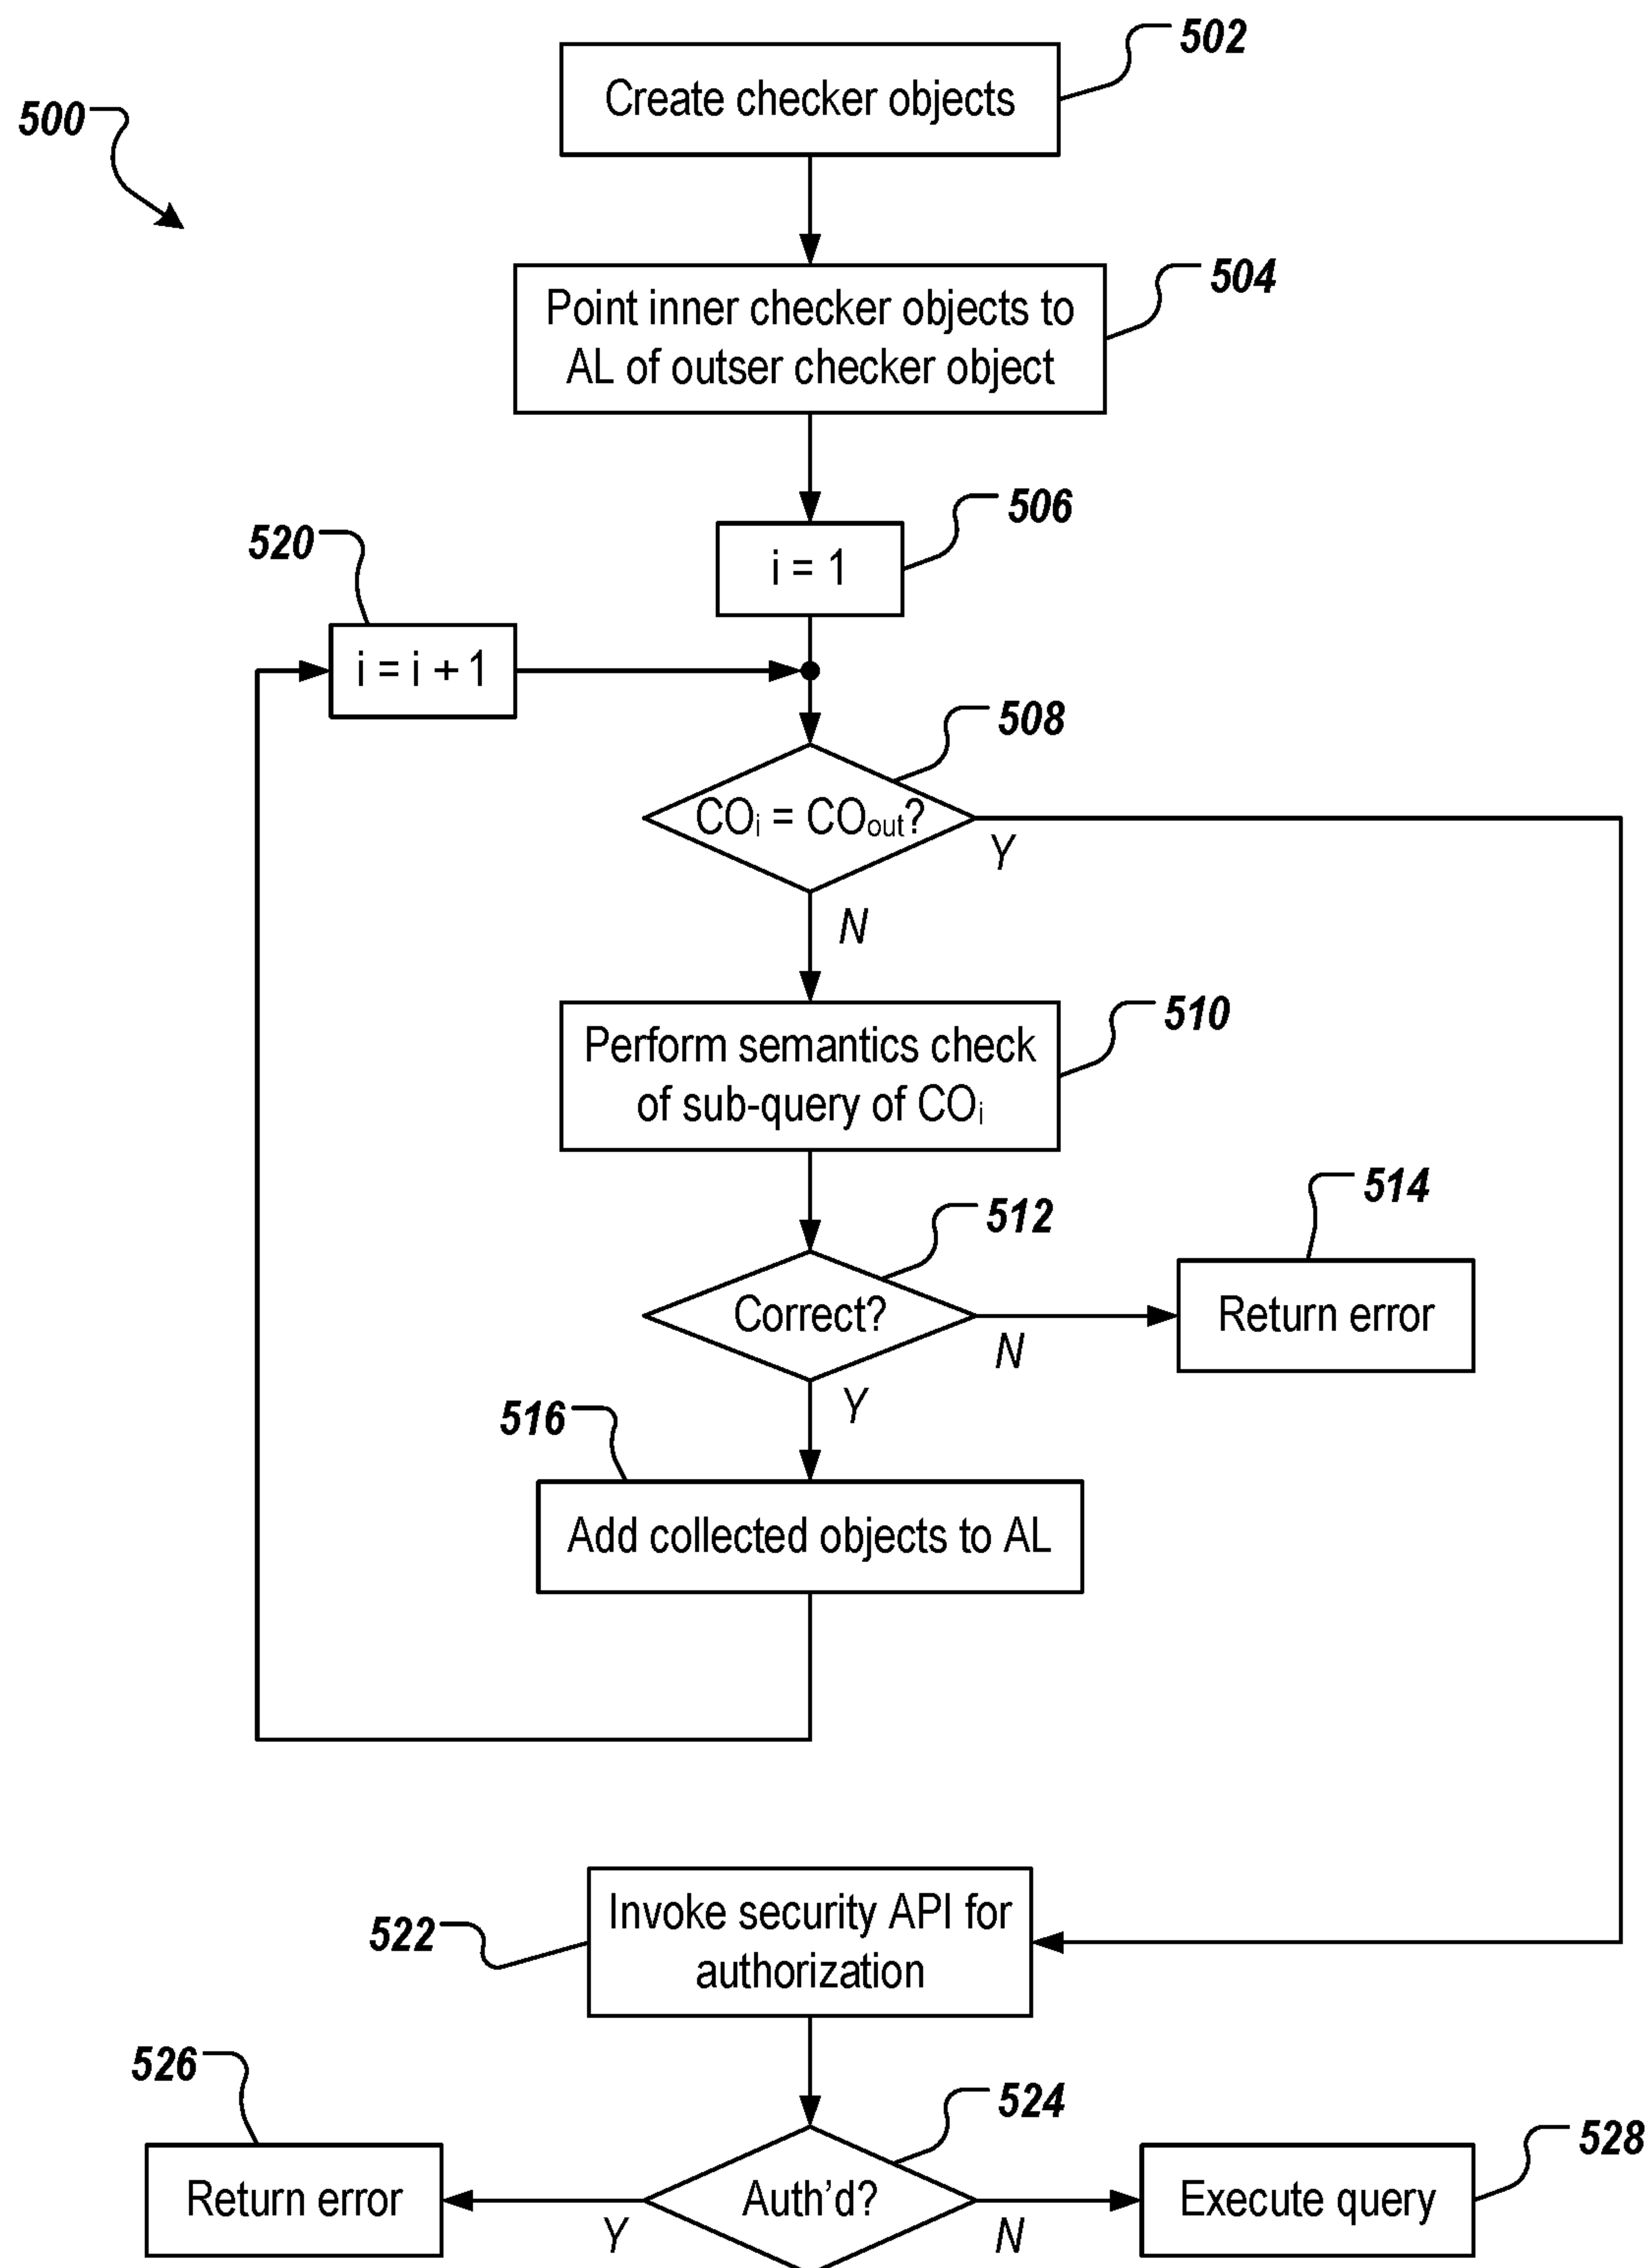 502
Create checker objects
500
504
Point inner checker objects to
AL of outser checker object
506
i = 1
520
i = i + 1
508
COi = COout?
Y
N
510
Perform semantics check
of sub-query of COi
512
514
Correct?
Return error
N
Y
516
Add collected objects to AL
Invoke security API for
authorization
522
526
524
528
Return error
Auth'd?
Execute query
Y
N